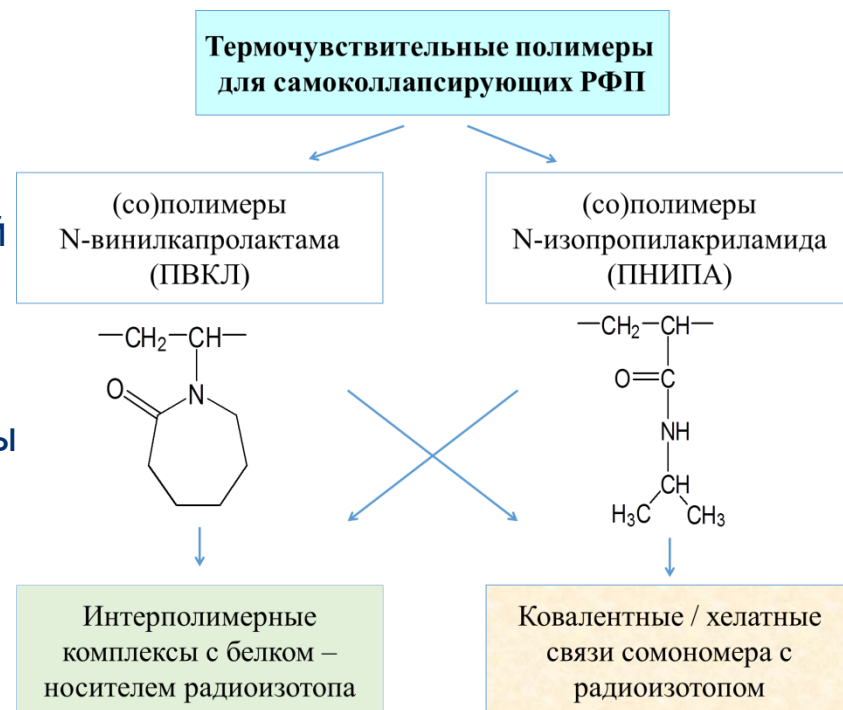 Термочувствительные полимеры
для самоколлапсирующих РФП
й
(со)полимеры
N-винилкапролактама
(ПВКЛ)
(со)полимеры
N-изопропилакриламида
(ПНИПА)
—CH₂—CH—
O
N
—CH₂—CH—
O=C
NH
CH
H₃C CH₃
ы
Интерполимерные
комплексы с белком –
носителем радиоизотопа
Ковалентные / хелатные
связи сомономера с
радиоизотопом